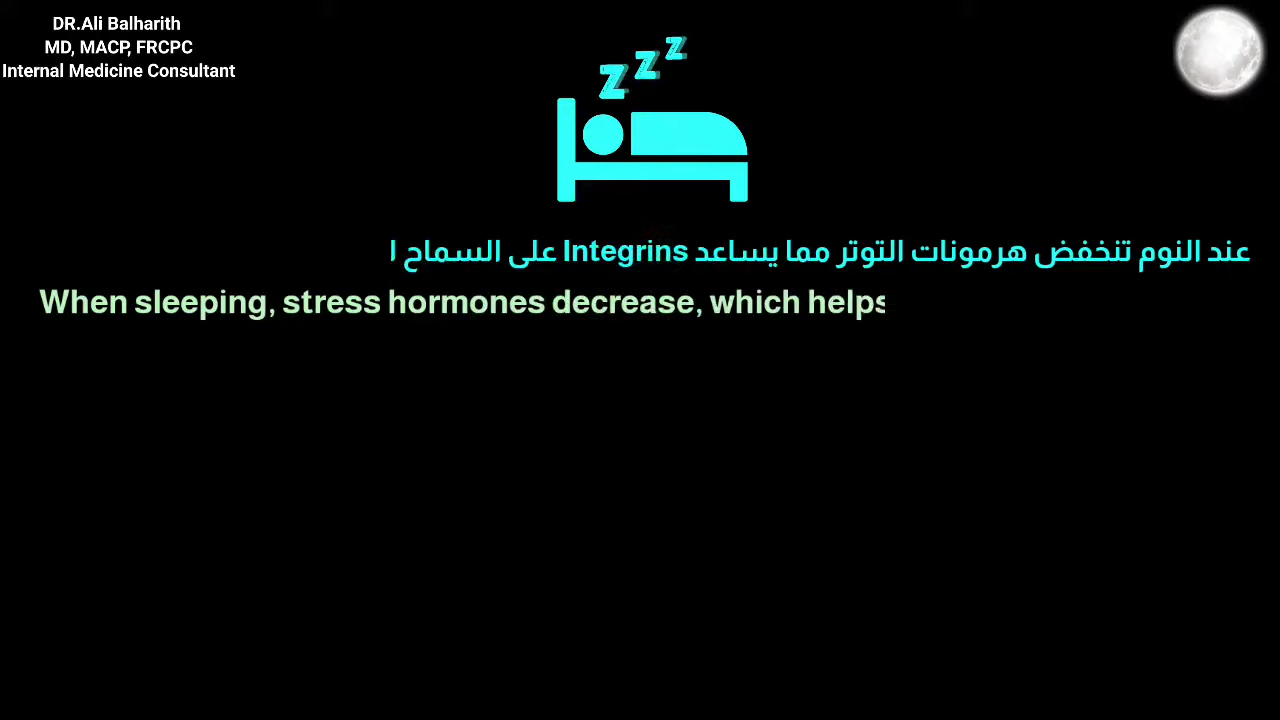 DR.Ali Balharith
MD, MACP, FRCPC
Internal Medicine Consultant
z z z
عند النوم تنخفض هرمونات التوتر مما يساعد Integrins على السماح ا
When sleeping, stress hormones decrease, which helps